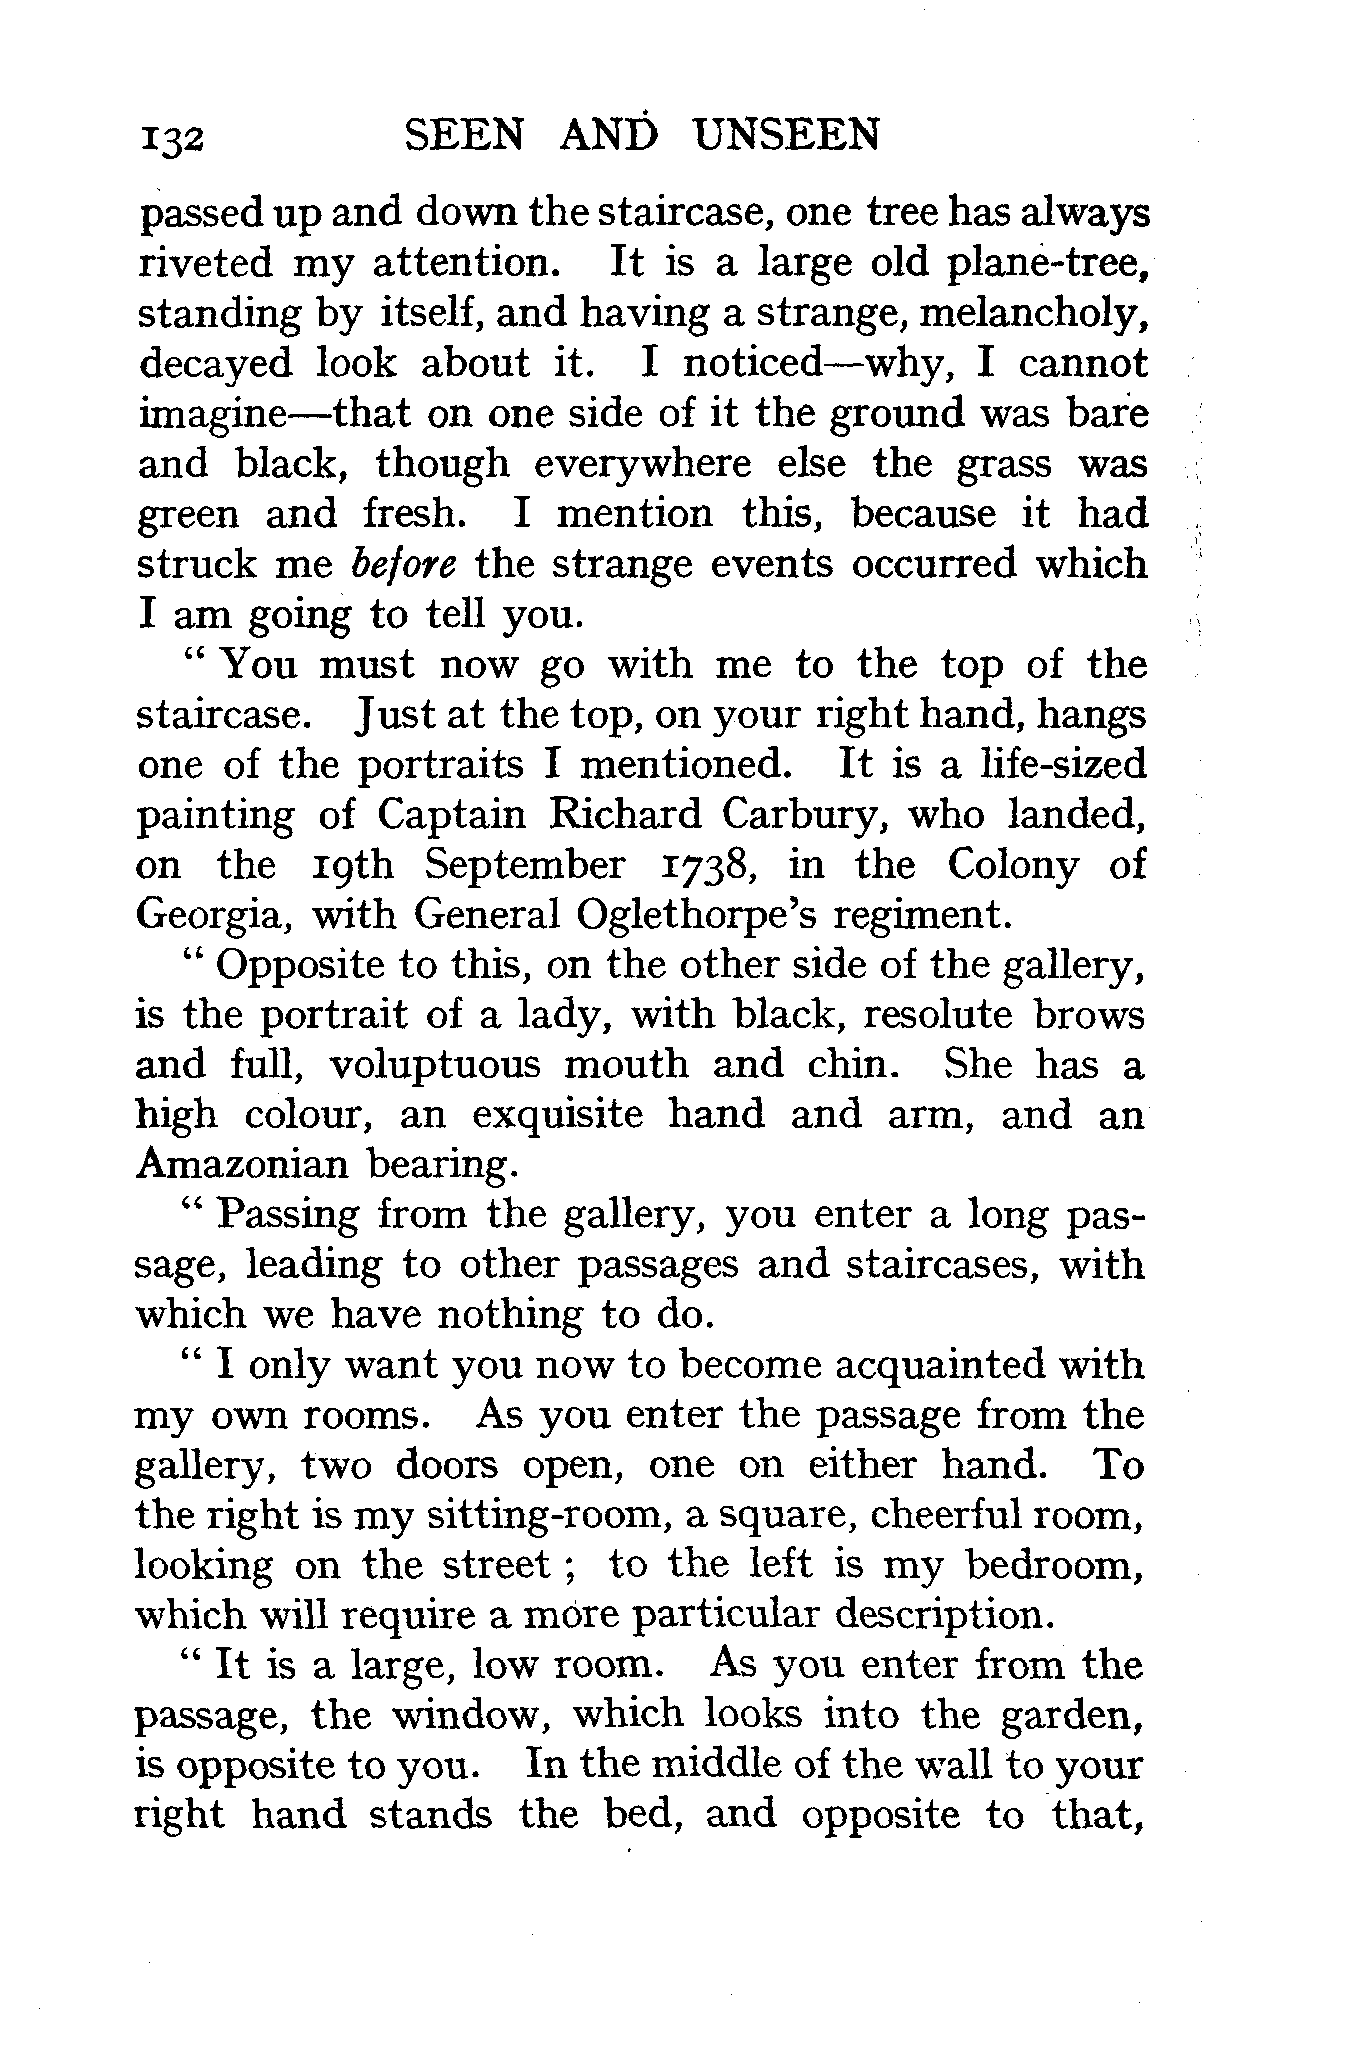 132 SEEN AND UNSEEN
passed up and down the staircase, one tree has always
riveted my attention. It is a large old plane-tree,
standing by itself, and having a strange, melancholy,
decayed look about it. I noticed—why, I cannot
imagine—that on one side of it the ground was bare
and black, though everywhere else the grass was
green and fresh. I mention this, because it had
struck me before the strange events occurred which
I am going to tell you.
“ You must now go with me to the top of the
staircase. Just at the top, on your right hand, hangs
one of the portraits I mentioned. It is a life-sized
painting of Captain Richard Carbury, who landed,
on the 19th September 1738, in the Colony of
Georgia, with General Oglethorpe’s regiment.
“ Opposite to this, on the other side of the gallery,
is the portrait of a lady, with black, resolute brows
and full, voluptuous mouth and chin. She has a
high colour, an exquisite hand and arm, and an
Amazonian bearing.
“ Passing from the gallery, you enter a long pas-
sage, leading to other passages and staircases, with
which we have nothing to do.
“ I only want you now to become acquainted with
my own rooms. As you enter the passage from the
gallery, two doors open, one on either hand. To
the right is my sitting-room, a square, cheerful room,
looking on the street ; to the left is my bedroom,
which will require a more particular description.
“ It is a large, low room. As you enter from the
passage, the window, which looks into the garden,
is opposite to you. In the middle of the wall to your
right hand stands the bed, and opposite to that,